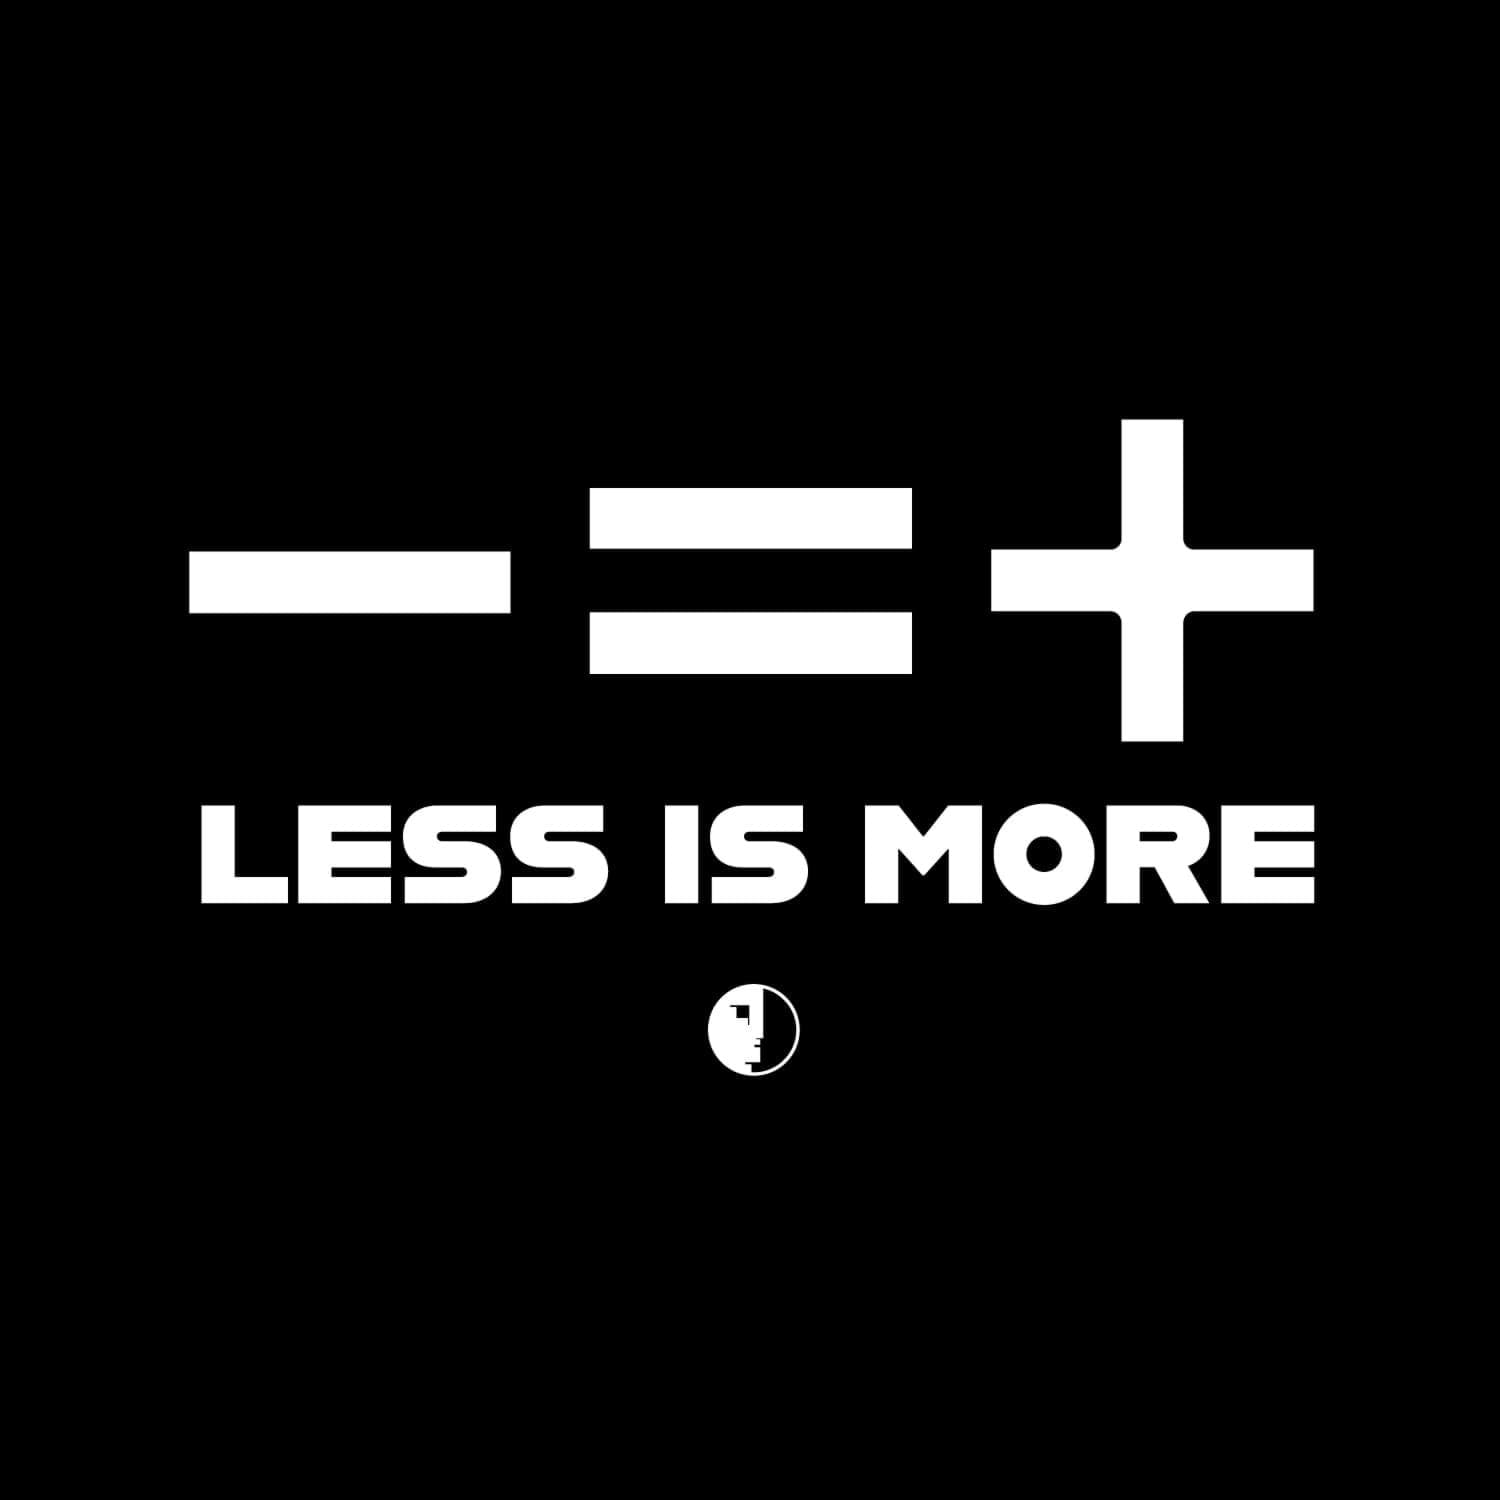 − = +
LESS IS MORE